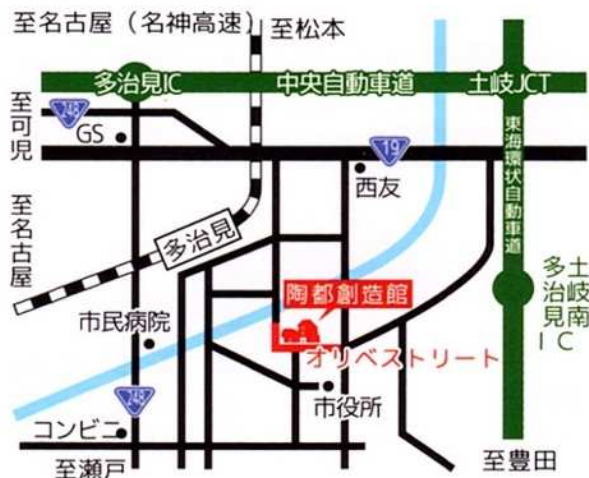 至名古屋（名神高速）
至松本
多治見IC
中央自動車道
土岐JCT
至可児
248
GS
19
西友
東海環状自動車道
至名古屋
多治見
陶都創造館
土岐南
多治見
IC
市民病院
オリベストリート
248
市役所
コンビニ
至瀬戸
至豊田